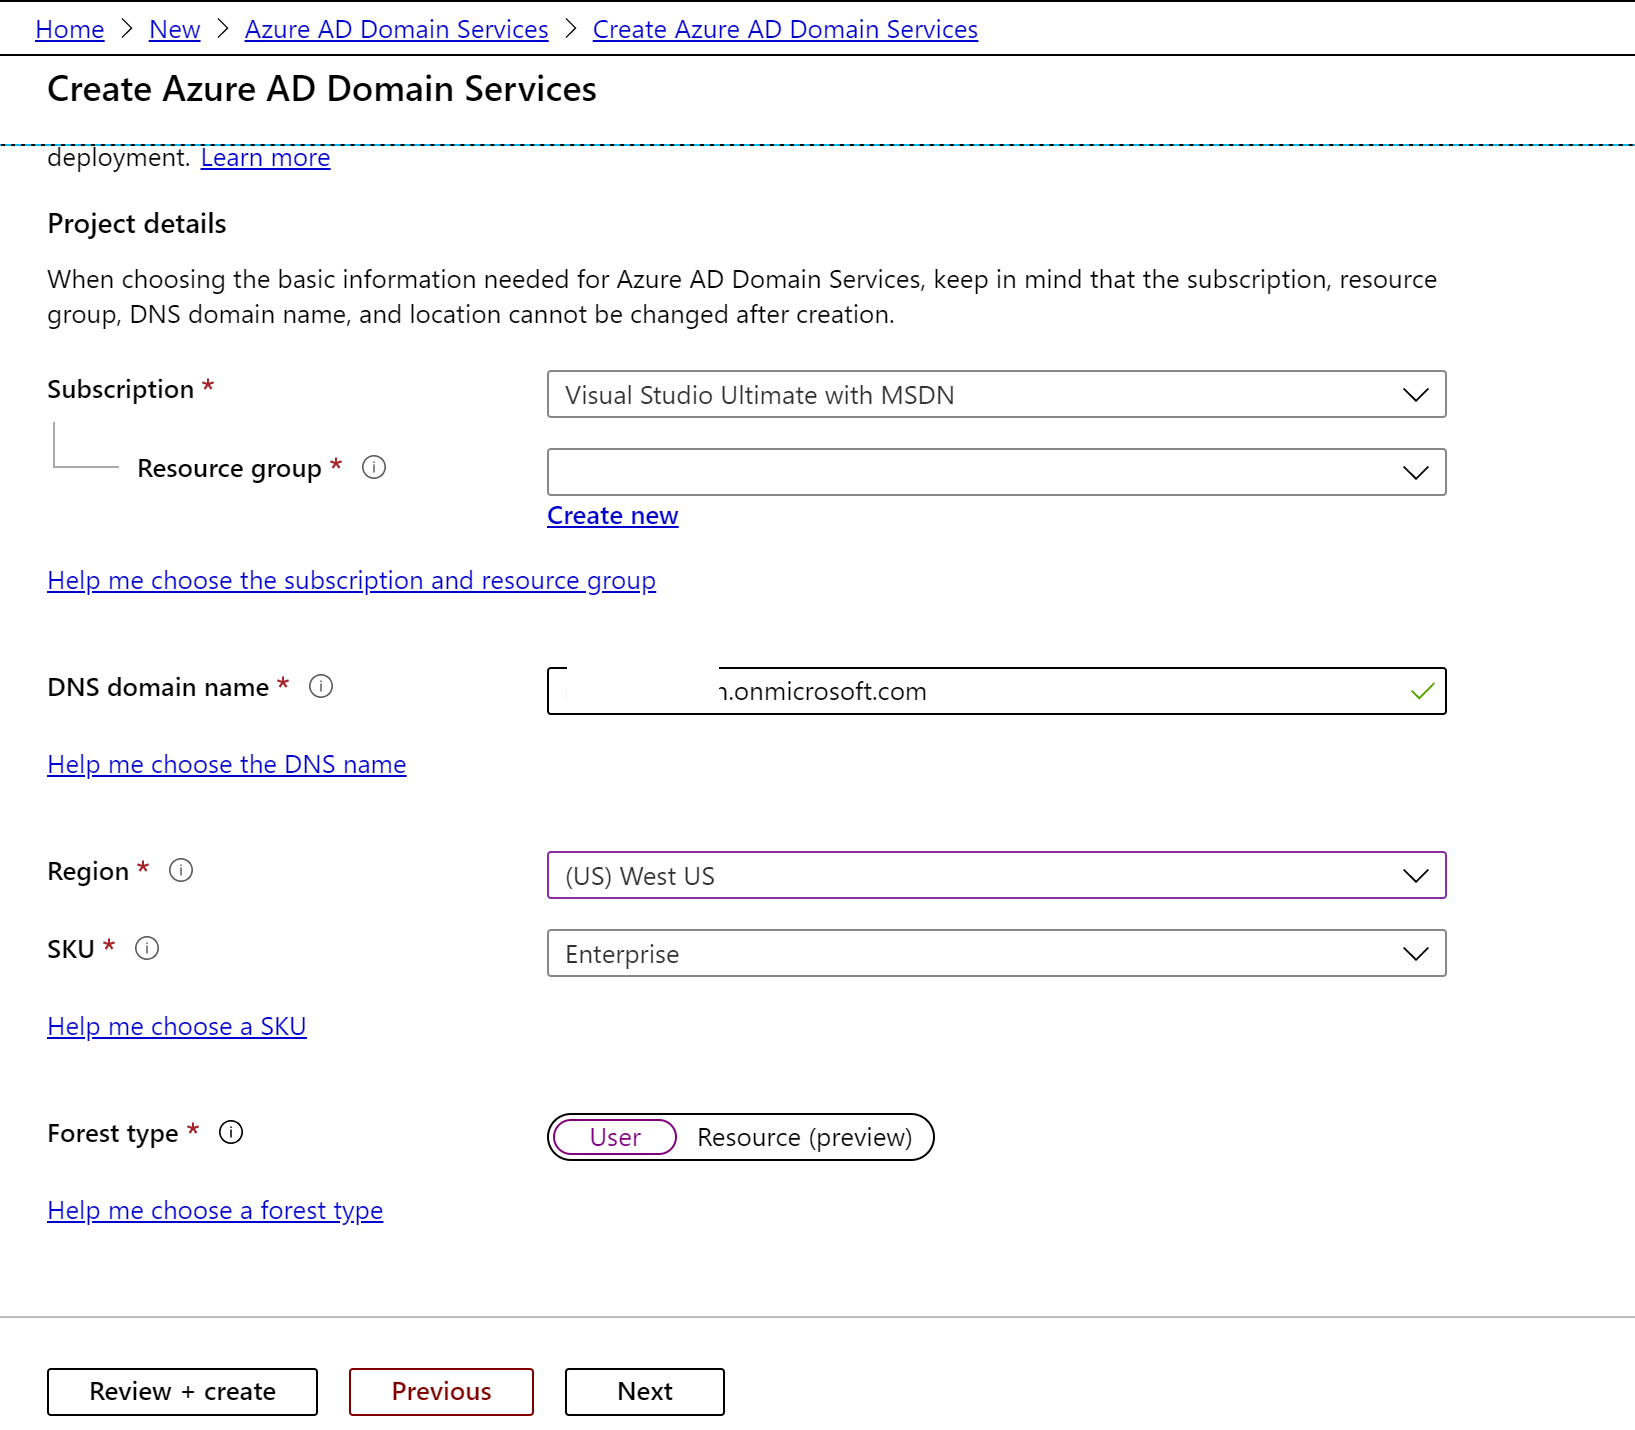 Home > New > Azure AD Domain Services > Create Azure AD Domain Services
Create Azure AD Domain Services
deployment. Learn more
Project details
When choosing the basic information needed for Azure AD Domain Services, keep in mind that the subscription, resource
group, DNS domain name, and location cannot be changed after creation.
Subscription *
Visual Studio Ultimate with MSDN
Resource group *
Create new
Help me choose the subscription and resource group
DNS domain name *
.onmicrosoft.com
Help me choose the DNS name
Region *
(US) West US
SKU *
Enterprise
Help me choose a SKU
Forest type *
User Resource (preview)
Help me choose a forest type
Review + create Previous Next